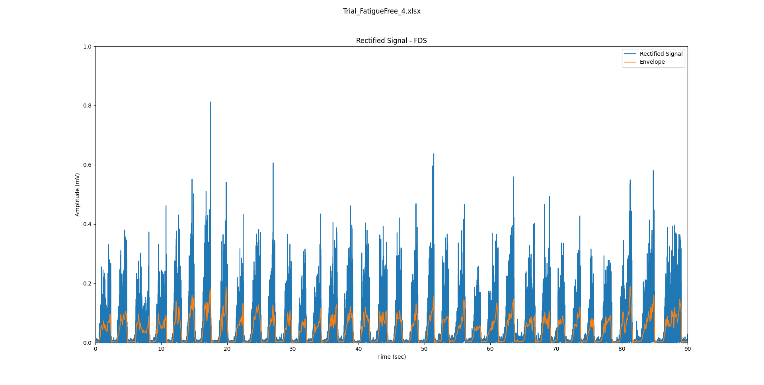 Trial_FatigueFree_4.xlsx
Rectified Signal - FDS
Rectified Signal
Envelope
1.0
0.8
0.6
0.4
0.2
0.0
Amplitude (mV)
0 10 20 30 40 50 60 70 80 90
Time (sec)